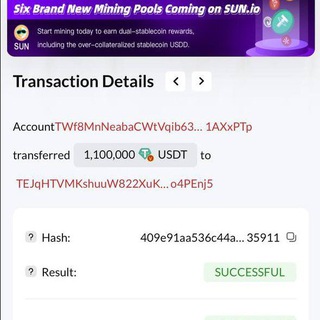 Six Brand New Mining Pools Coming on SUN.io
Start mining today to earn dual-stablecoin rewards,
including the over-collateralized stablecoin USDD.
SUN
Transaction Details
Account TWf8MnNeabaCWtVqib63... 1AXxPTp
transferred 1,100,000 USDT to
TEJqHTVMKshuuW822XuK... o4PEnj5
? Hash: 409e91aa536c44a... 35911
? Result: SUCCESSFUL